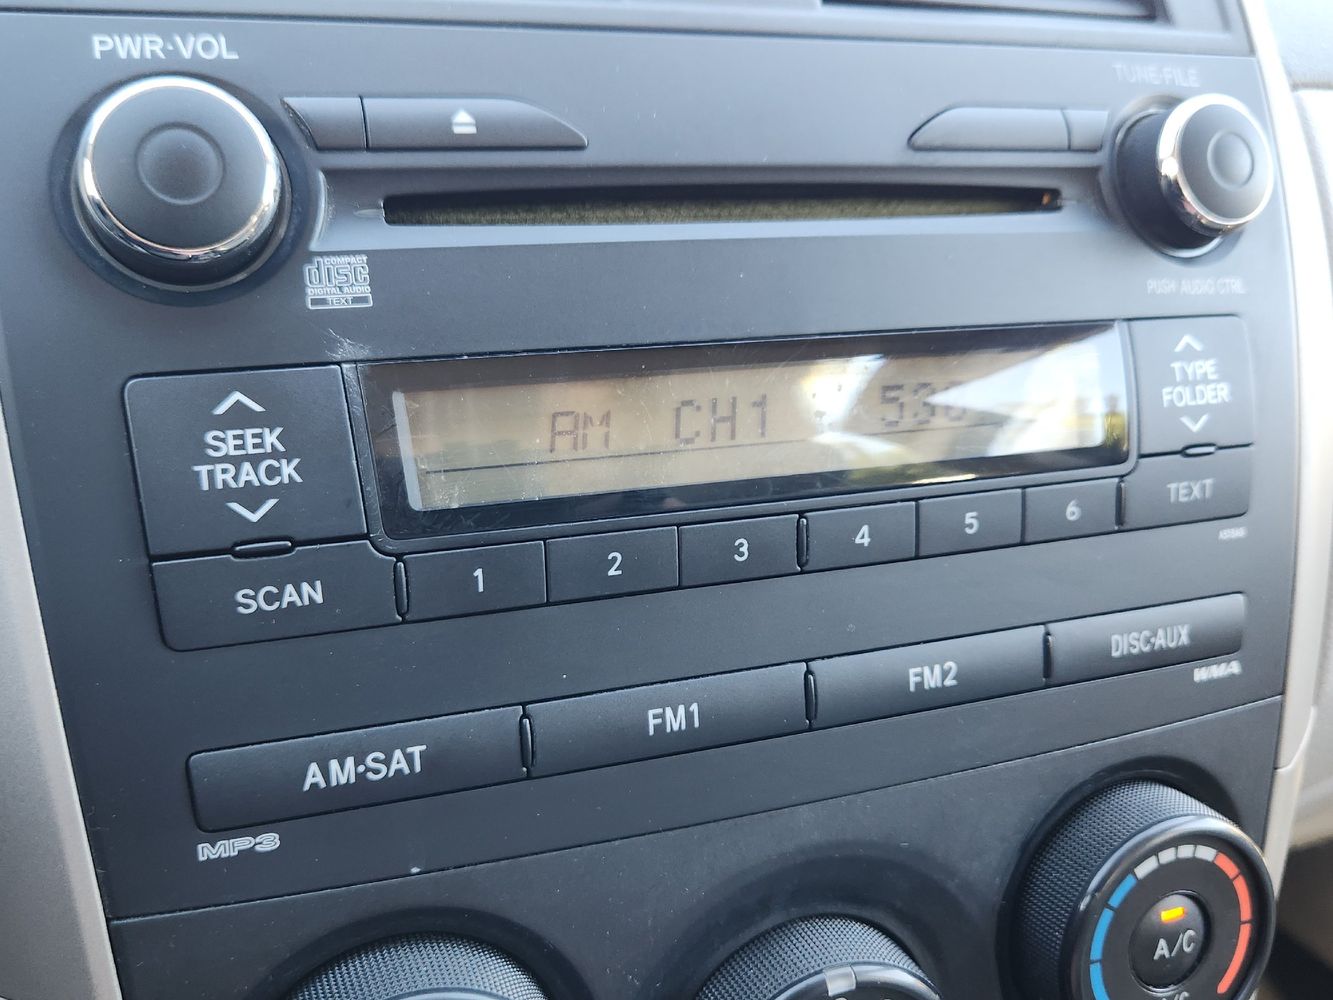 PWR·VOL
TUNE·FILE
COMPACT
disc
DIGITAL AUDIO
TEXT
PUSH AUDIO CTRL
SEEK
TRACK
AM CH1 530
TYPE
FOLDER
SCAN
1 2 3 4 5 6
TEXT
AM·SAT
FM1
FM2
DISC·AUX
MP3
WMA
A/C